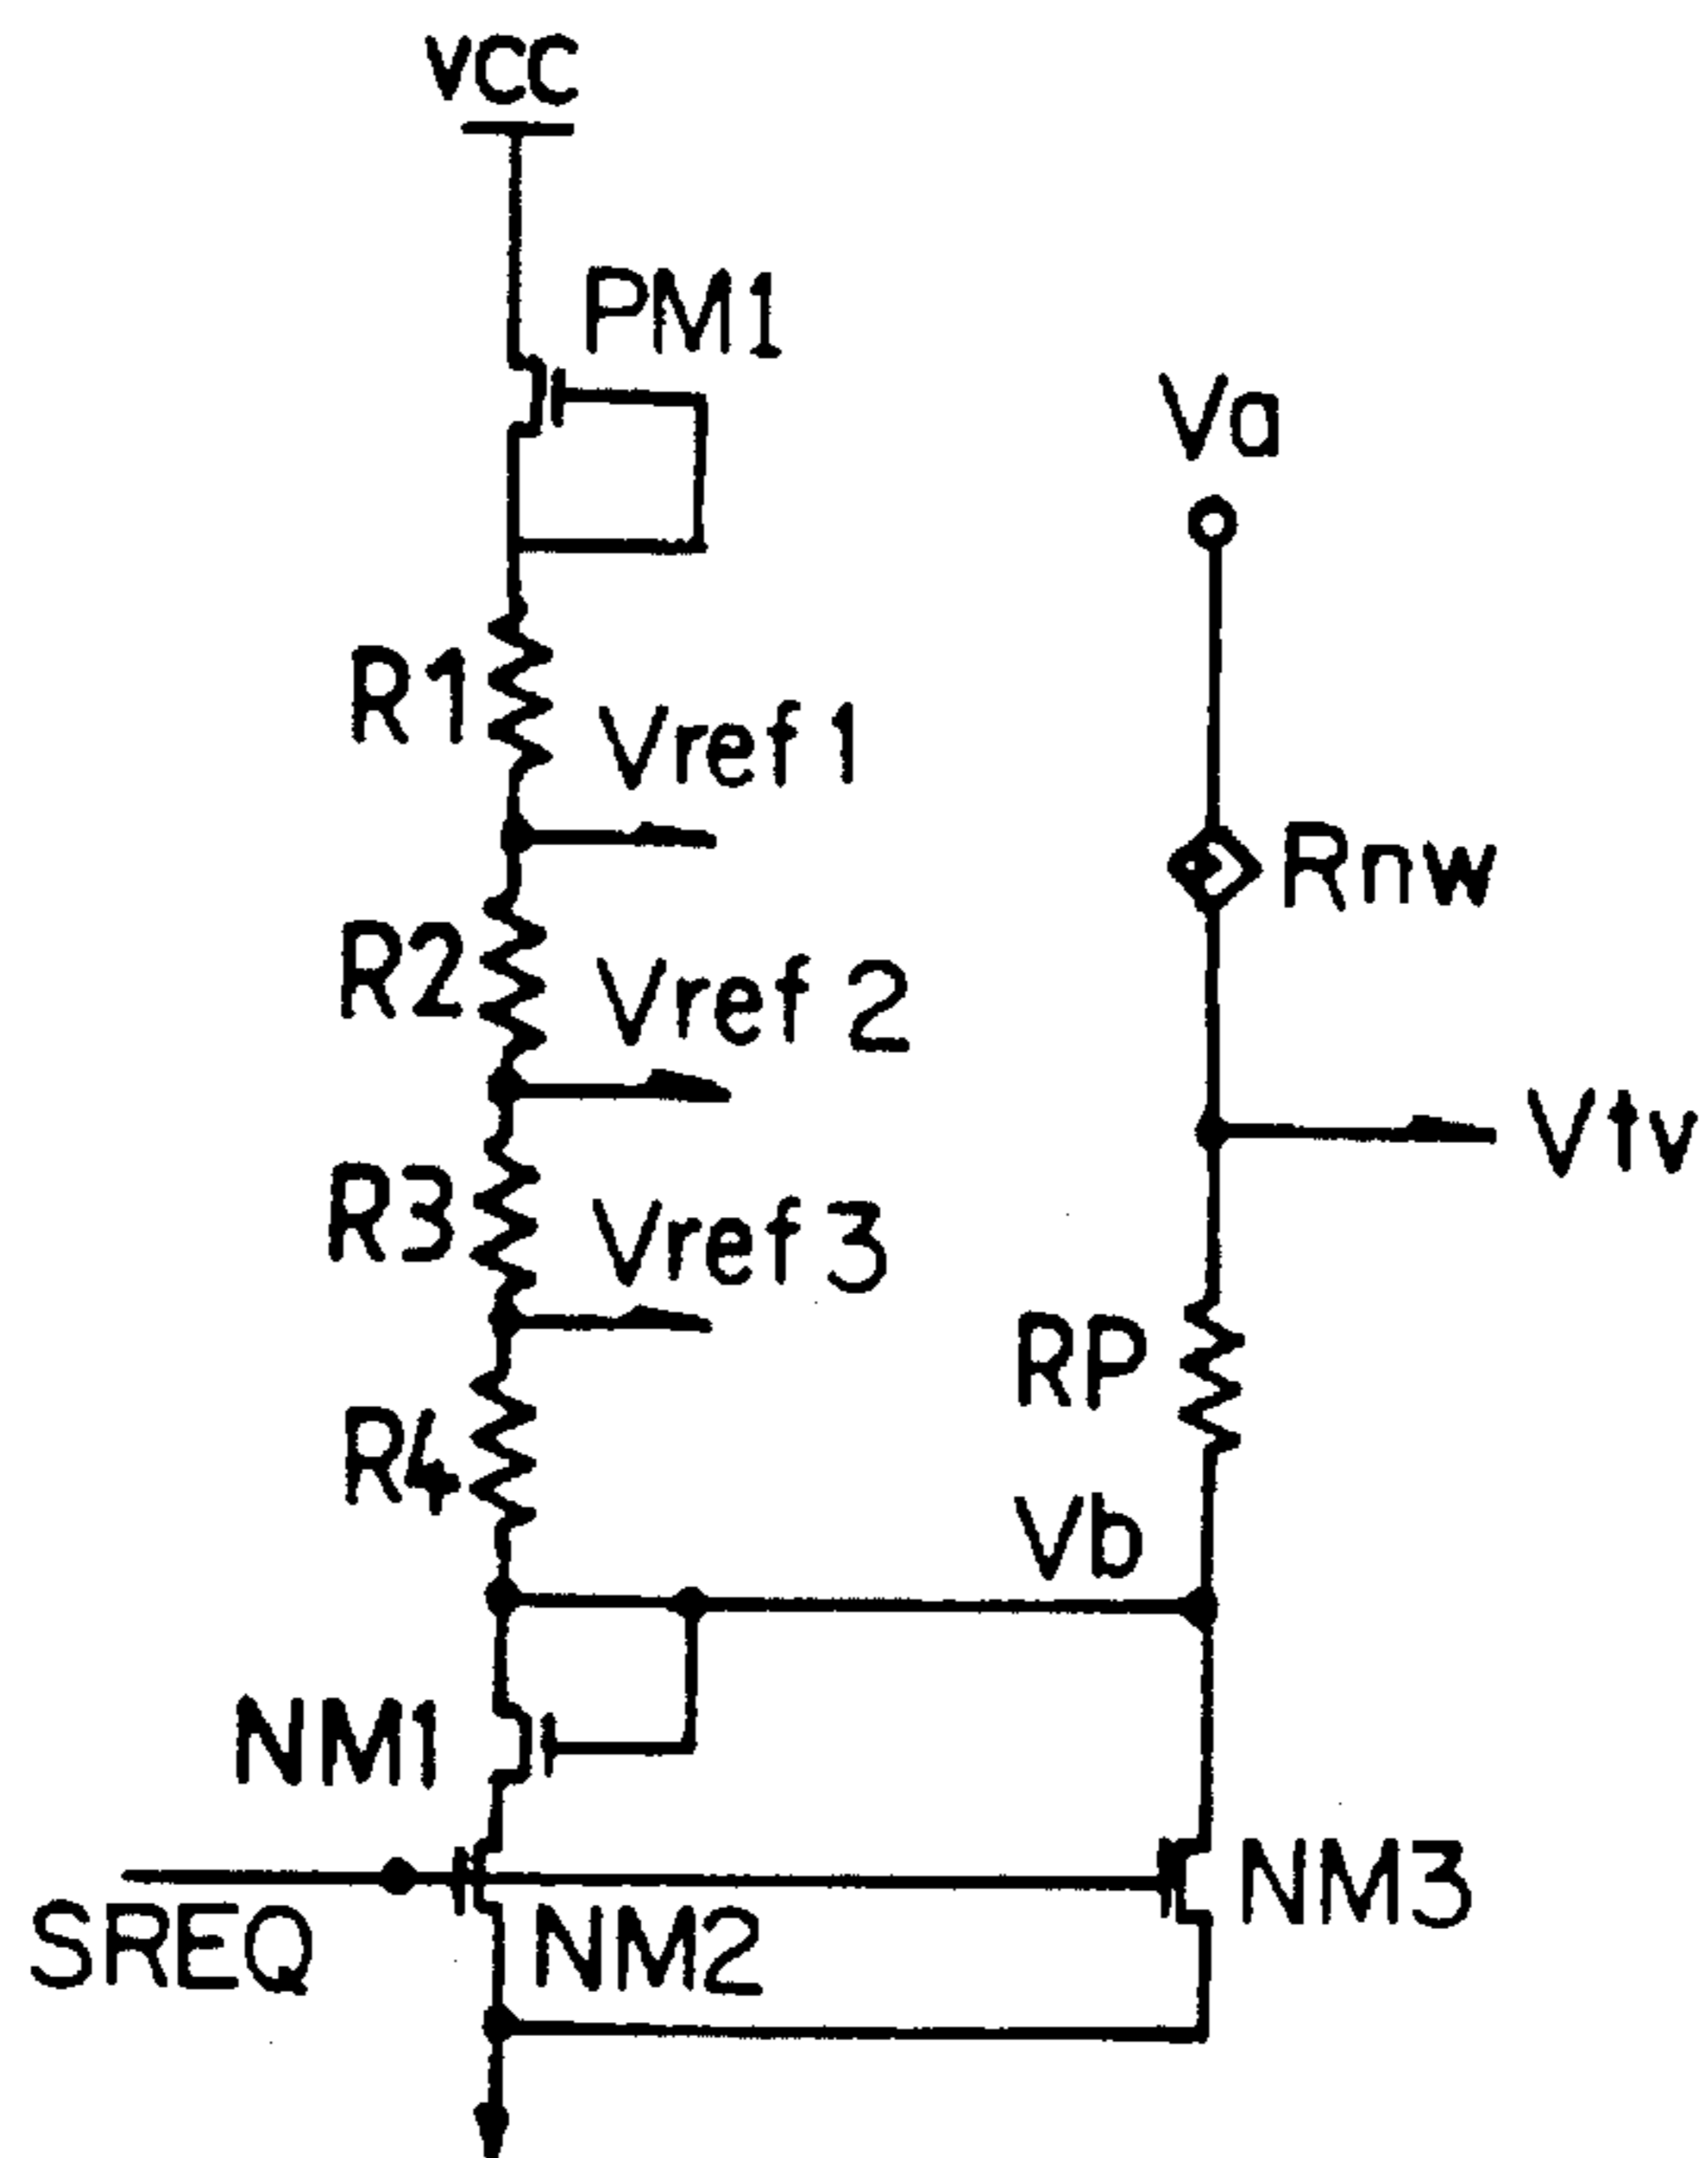 vcc
PM1
Va
R1
Vref 1
Rnw
R2
Vref 2
Vtv
R3
Vref 3
RP
R4
Vb
NM1
NM3
SREQ
NM2